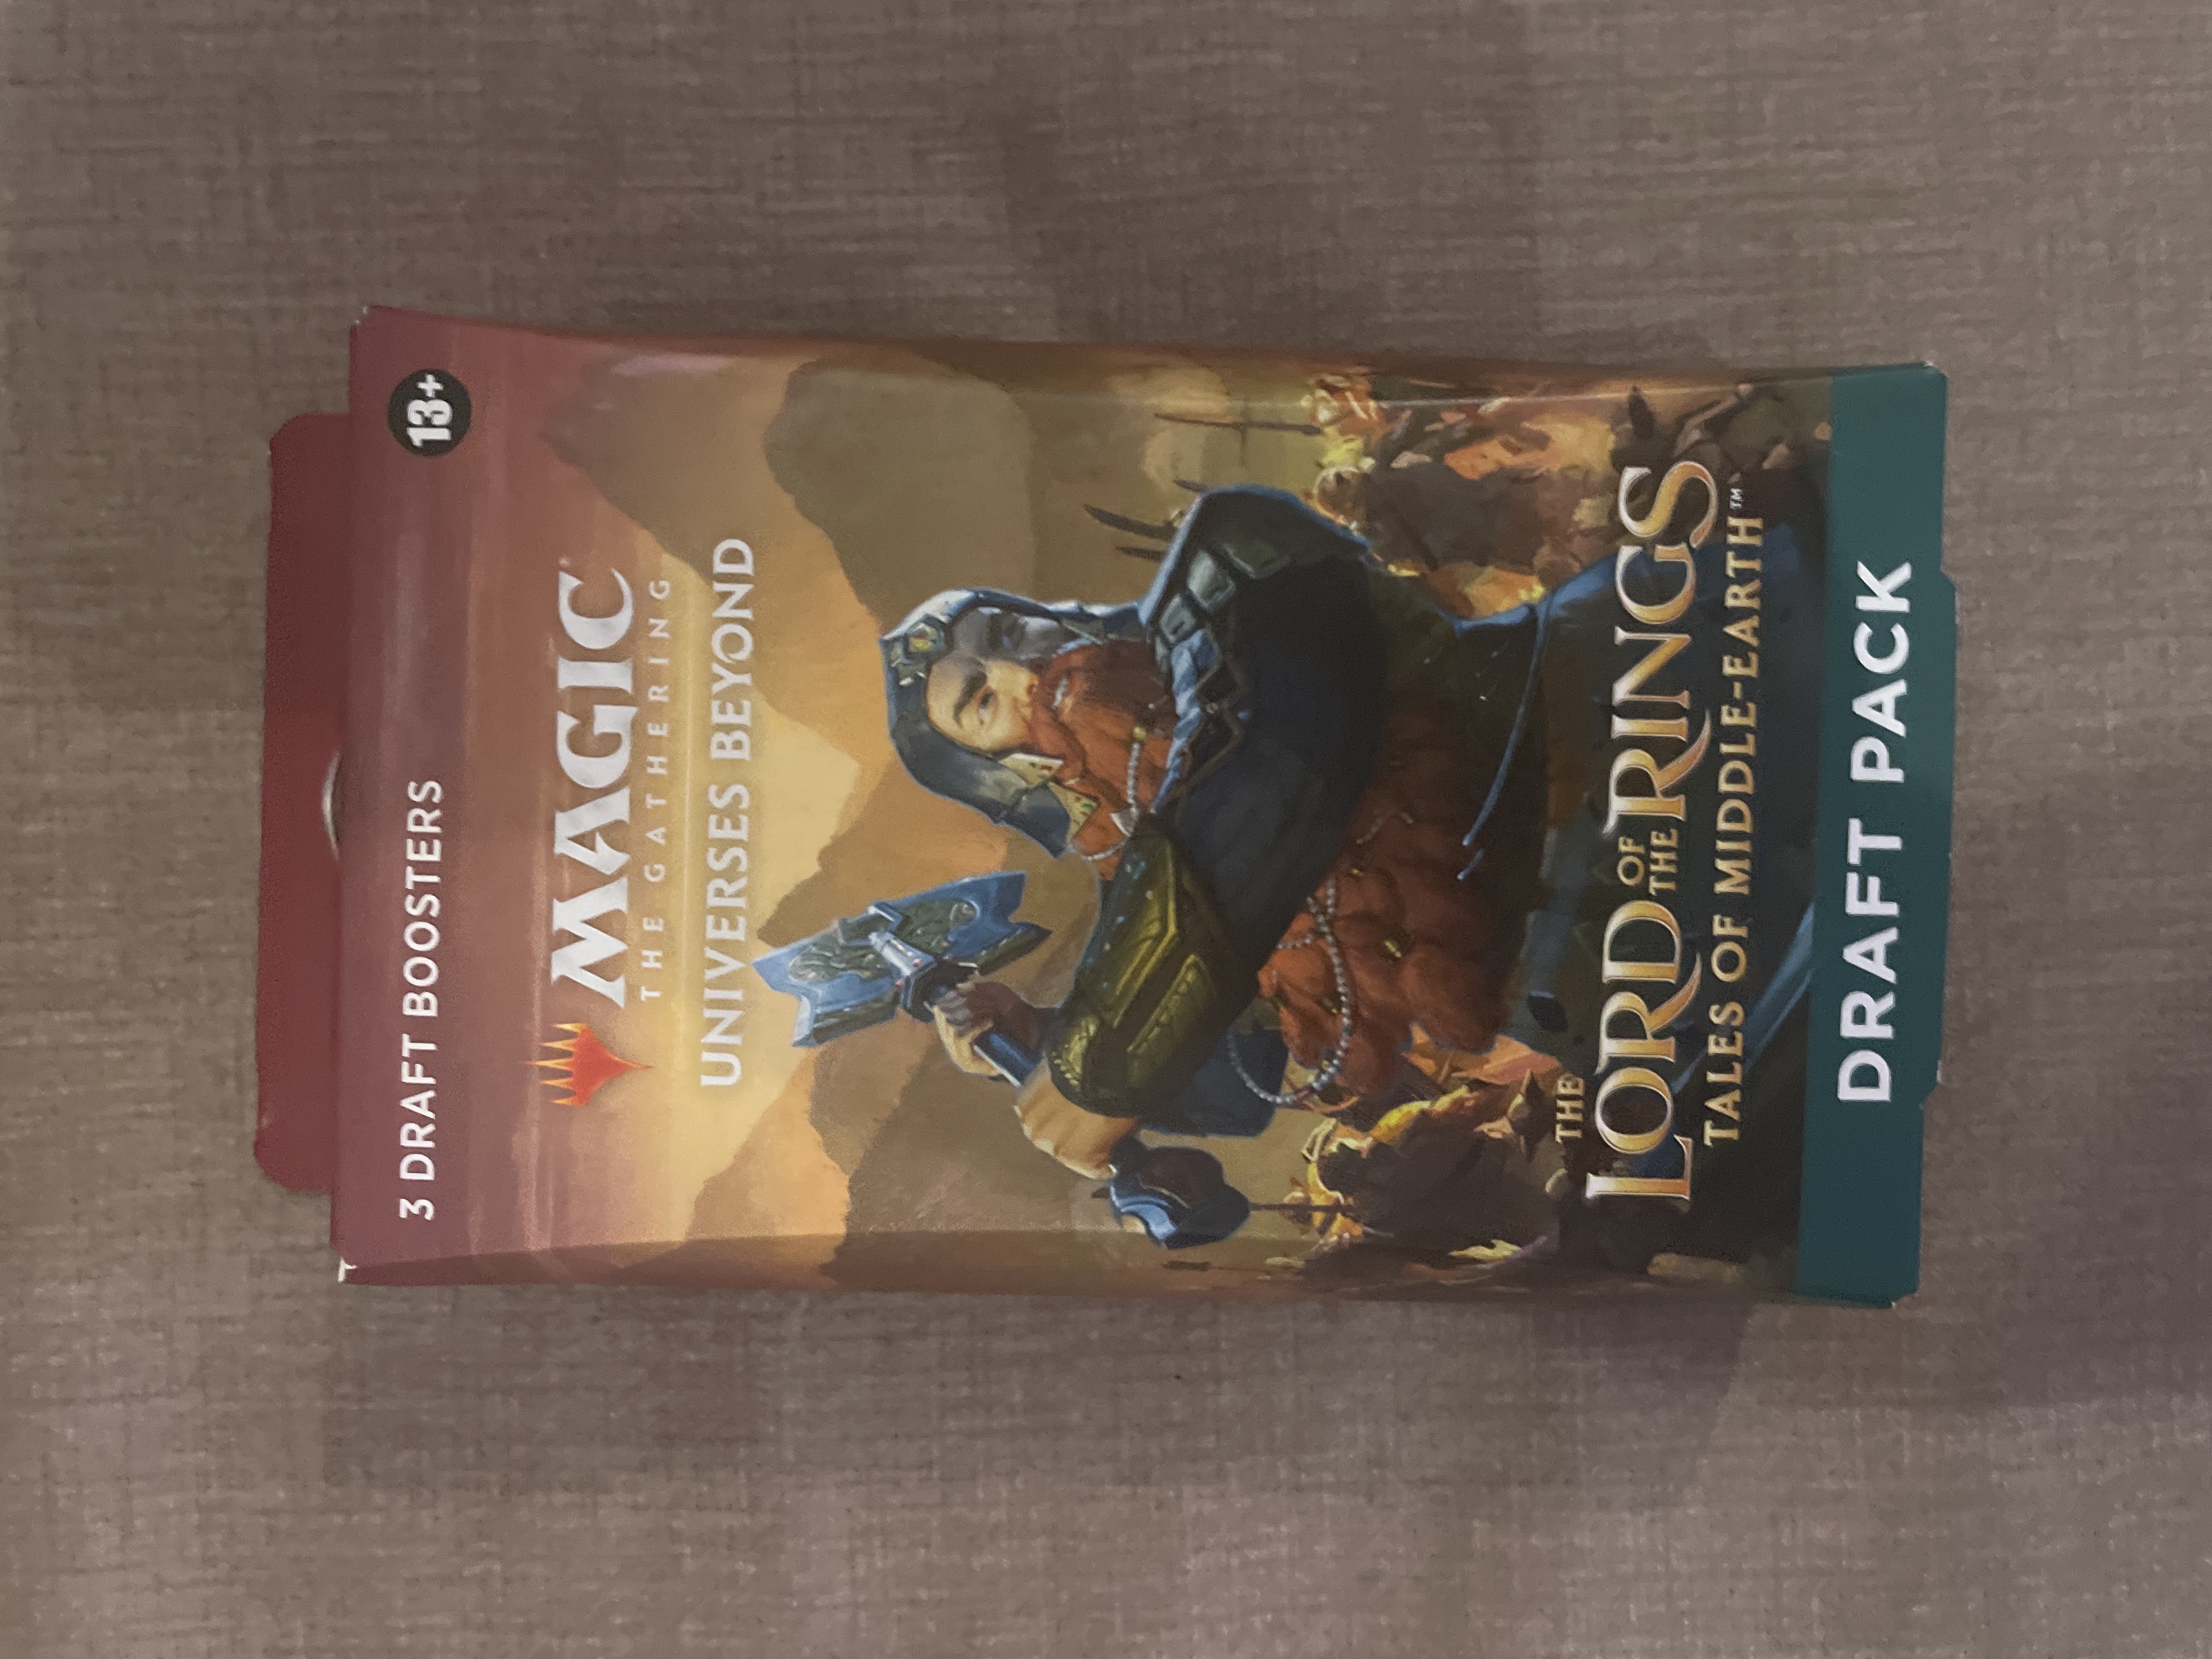 3 DRAFT BOOSTERS
13+
MAGIC
THE GATHERING
UNIVERSES BEYOND
THE
LORD OF THE RINGS
TALES OF MIDDLE-EARTH™
DRAFT PACK